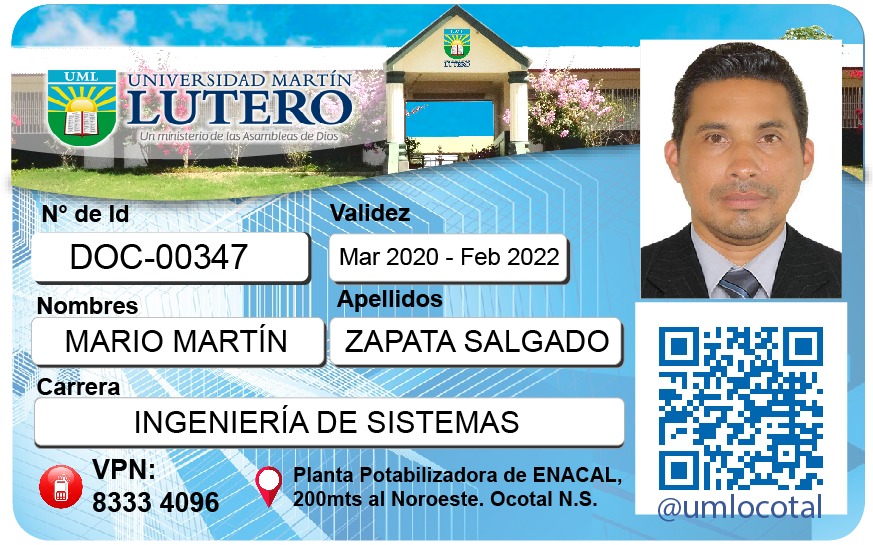 UML
UNIVERSIDAD MARTÍN
LUTERO
Un ministerio de las Asambleas de Dios
N° de Id
DOC-00347
Validez
Mar 2020 - Feb 2022
Nombres
MARIO MARTÍN
Apellidos
ZAPATA SALGADO
Carrera
INGENIERÍA DE SISTEMAS
VPN:
8333 4096
Planta Potabilizadora de ENACAL,
200mts al Noroeste. Ocotal N.S.
@umlocotal